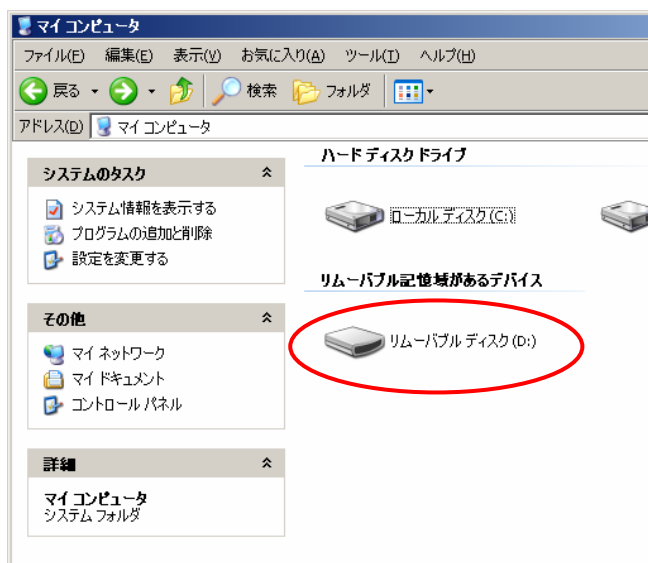 マイ コンピュータ
ファイル(F) 編集(E) 表示(V) お気に入り(A) ツール(T) ヘルプ(H)
戻る 検索 フォルダ
アドレス(D) マイ コンピュータ
システムのタスク
システム情報を表示する
プログラムの追加と削除
設定を変更する
その他
マイ ネットワーク
マイ ドキュメント
コントロール パネル
詳細
マイ コンピュータ
システム フォルダ
ハード ディスク ドライブ
ローカル ディスク (C:)
リムーバブル記憶域があるデバイス
リムーバブル ディスク (D:)